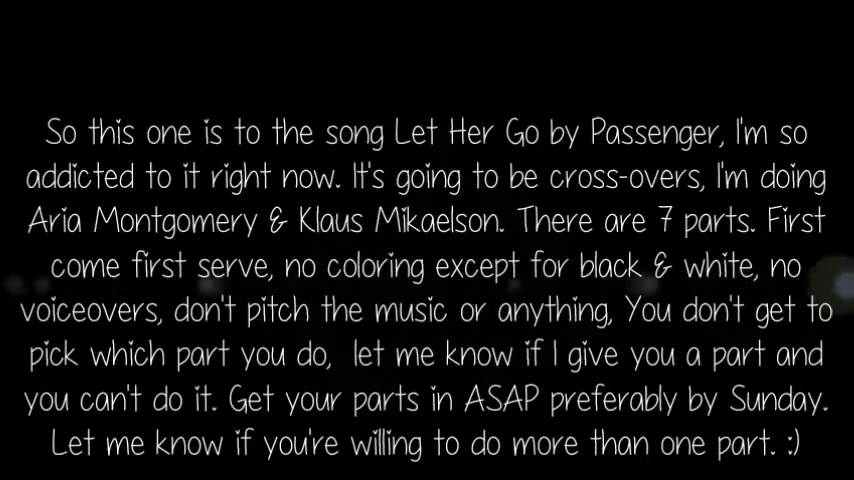 So this one is to the song Let Her Go by Passenger, I'm so
addicted to it right now. It's going to be cross-overs, I'm doing
Aria Montgomery & Klaus Mikaelson. There are 7 parts. First
come first serve, no coloring except for black & white, no
voiceovers, don't pitch the music or anything, You don't get to
pick which part you do,  let me know if I give you a part and
you can't do it. Get your parts in ASAP preferably by Sunday.
Let me know if you're willing to do more than one part. :)